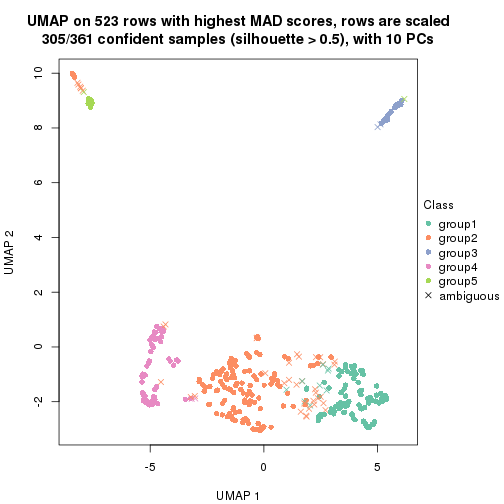 UMAP on 523 rows with highest MAD scores, rows are scaled
305/361 confident samples (silhouette > 0.5), with 10 PCs
10
8
6
4
2
0
-2
UMAP 2
-5
0
5
UMAP 1
Class
group1
group2
group3
group4
group5
ambiguous